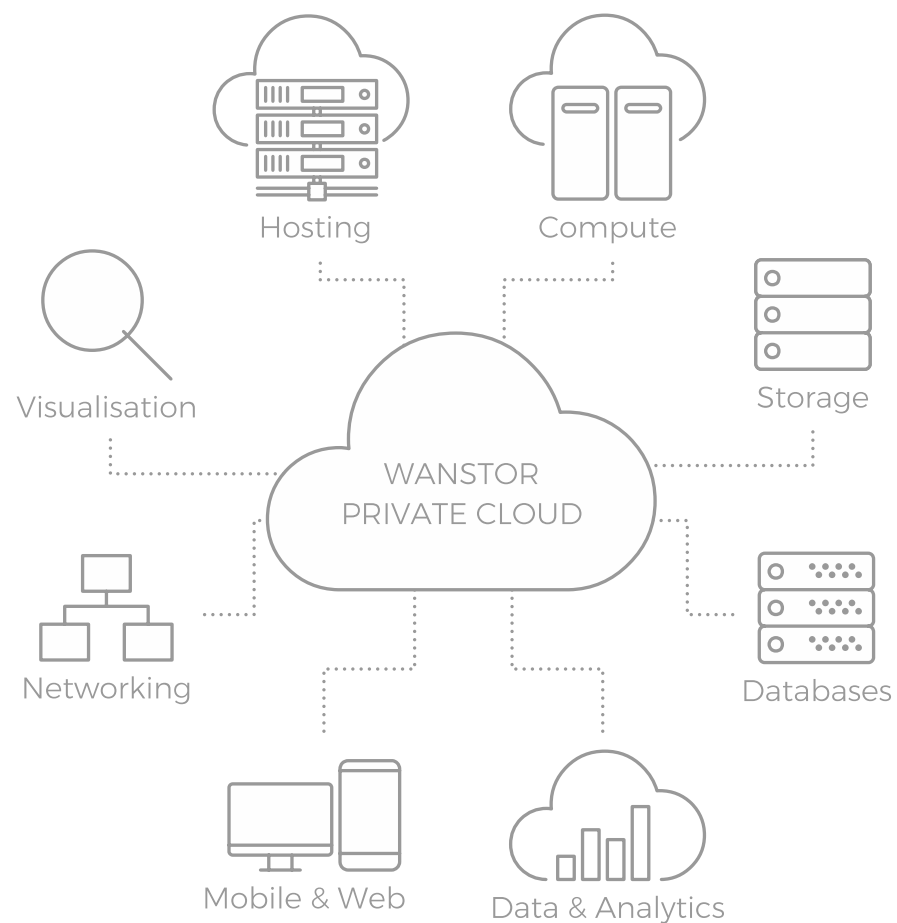 Hosting
Compute
Visualisation
Storage
WANSTOR
PRIVATE CLOUD
Networking
Databases
Mobile & Web
Data & Analytics